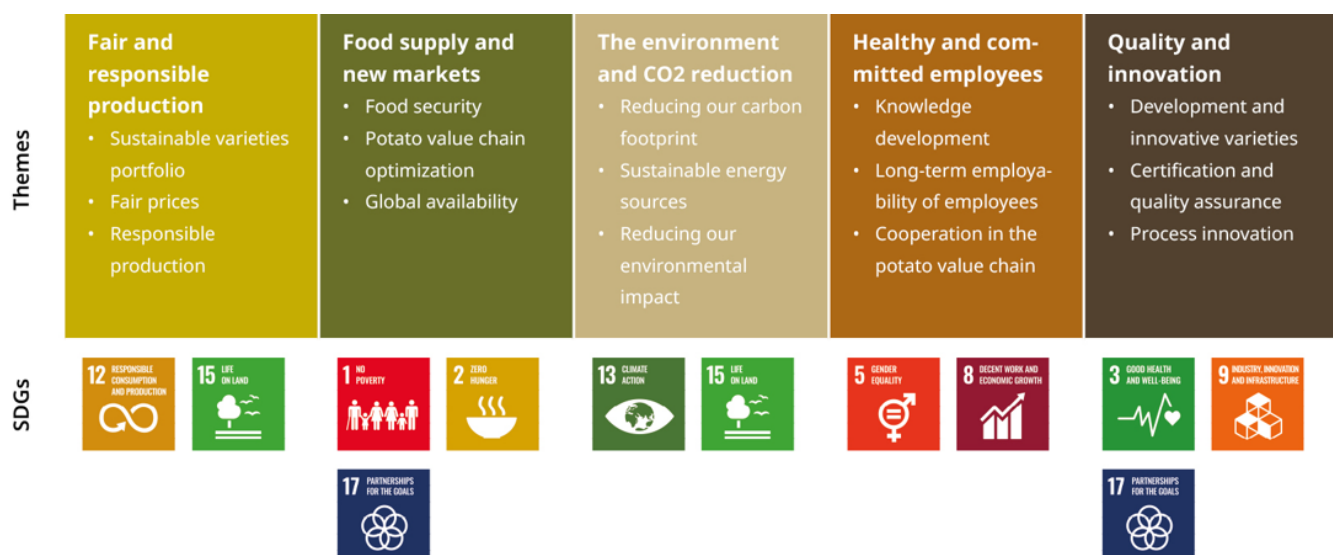 Themes
Fair and
responsible
production
• Sustainable varieties
portfolio
• Fair prices
• Responsible
production
Food supply and
new markets
• Food security
• Potato value chain
optimization
• Global availability
The environment
and CO2 reduction
• Reducing our carbon
footprint
• Sustainable energy
sources
• Reducing our
environmental
impact
Healthy and com-
mitted employees
• Knowledge
development
• Long-term employa-
bility of employees
• Cooperation in the
potato value chain
Quality and
innovation
• Development and
innovative varieties
• Certification and
quality assurance
• Process innovation
SDGs
12 RESPONSIBLE
CONSUMPTION
AND PRODUCTION
15 LIFE
ON LAND
1 NO
POVERTY
2 ZERO
HUNGER
13 CLIMATE
ACTION
15 LIFE
ON LAND
5 GENDER
EQUALITY
8 DECENT WORK AND
ECONOMIC GROWTH
3 GOOD HEALTH
AND WELL-BEING
9 INDUSTRY, INNOVATION
AND INFRASTRUCTURE
17 PARTNERSHIPS
FOR THE GOALS
17 PARTNERSHIPS
FOR THE GOALS